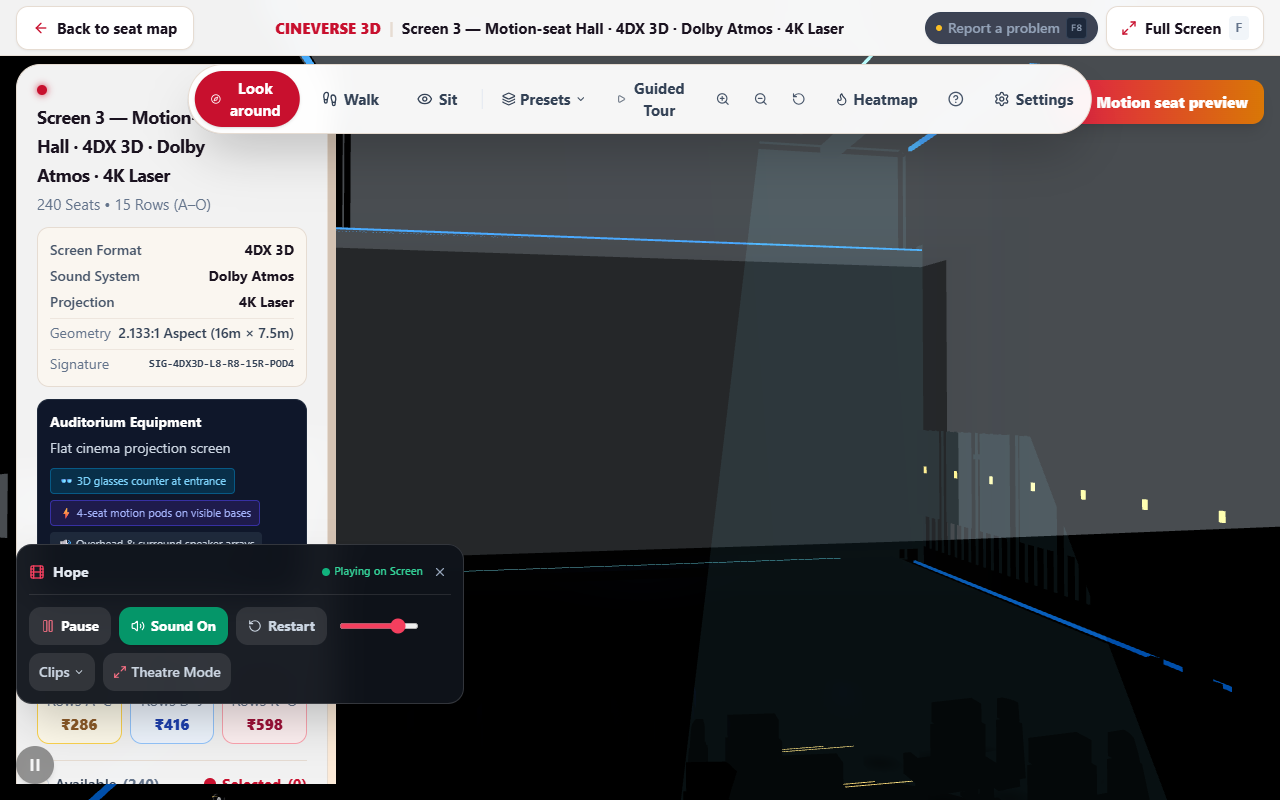 Back to seat map
CINEVERSE 3D | Screen 3 — Motion-seat Hall · 4DX 3D · Dolby Atmos · 4K Laser
Report a problem F8
Full Screen F
Look around
Walk
Sit
Presets
Guided Tour
Heatmap
Settings
Motion seat preview
Screen 3 — Motion-
Hall · 4DX 3D · Dolby
Atmos · 4K Laser
240 Seats • 15 Rows (A–O)
Screen Format 4DX 3D
Sound System Dolby Atmos
Projection 4K Laser
Geometry 2.133:1 Aspect (16m × 7.5m)
Signature SIG-4DX3D-L8-R8-15R-POD4
Auditorium Equipment
Flat cinema projection screen
3D glasses counter at entrance
4-seat motion pods on visible bases
Overhead & surround speaker arrays
Hope
Playing on Screen
Pause
Sound On
Restart
Clips
Theatre Mode
₹286 ₹416 ₹598
Available (240) Selected (0)